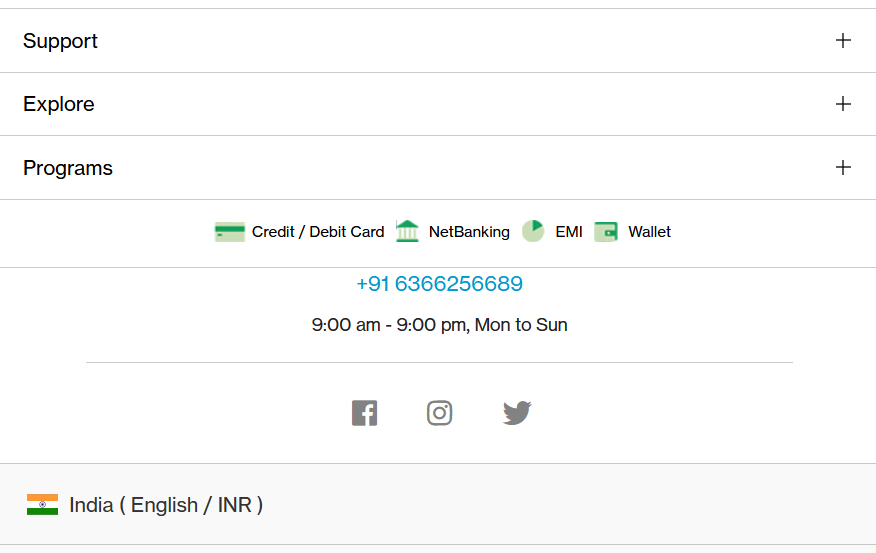 Support
Explore
Programs
Credit / Debit Card NetBanking EMI Wallet
+91 6366256689
9:00 am - 9:00 pm, Mon to Sun
India ( English / INR )